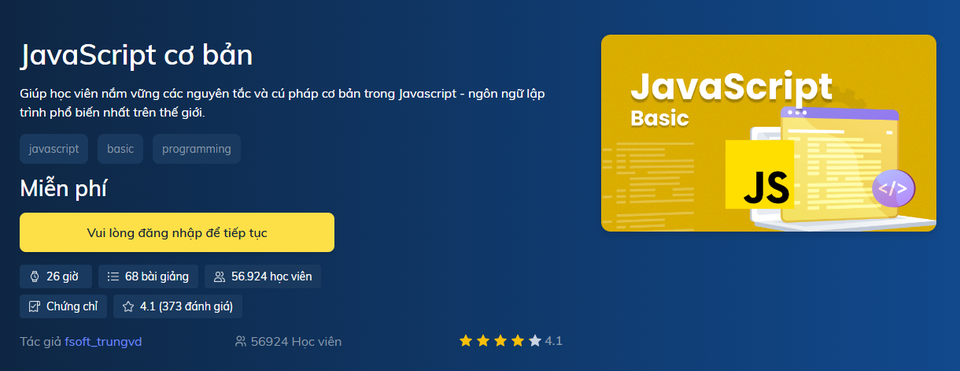 JavaScript cơ bản
Giúp học viên nắm vững các nguyên tắc và cú pháp cơ bản trong Javascript - ngôn ngữ lập
trình phổ biến nhất trên thế giới.
javascript
basic
programming
Miễn phí
Vui lòng đăng nhập để tiếp tục
26 giờ
68 bài giảng
56.924 học viên
Chứng chỉ
4.1 (373 đánh giá)
Tác giả fsoft_trungvd
56924 Học viên
4.1
JavaScript
Basic
JS
</>